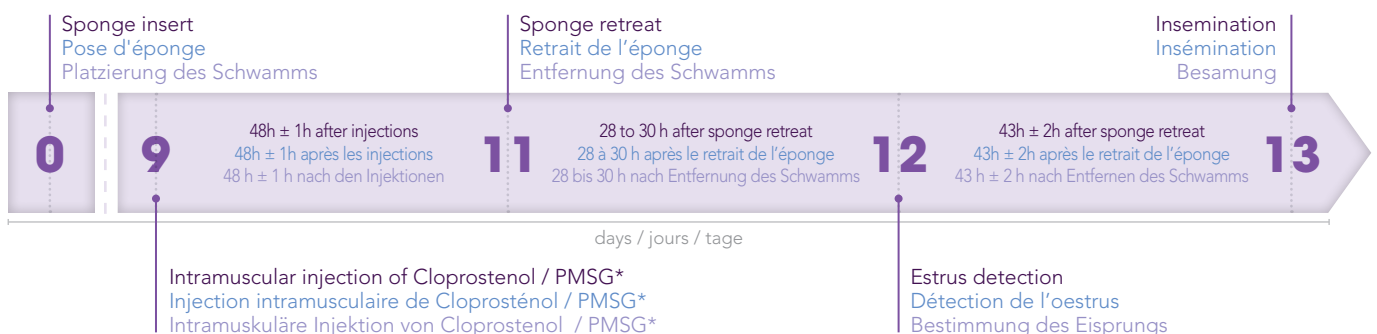 Sponge insert
Pose d'éponge
Platzierung des Schwamms
Sponge retreat
Retrait de l’éponge
Entfernung des Schwamms
Insemination
Insémination
Besamung
0
9
48h ± 1h after injections
48h ± 1h après les injections
48 h ± 1 h nach den Injektionen
11
28 to 30 h after sponge retreat
28 à 30 h après le retrait de l’éponge
28 bis 30 h nach Entfernung des Schwamms
12
43h ± 2h after sponge retreat
43h ± 2h après le retrait de l’éponge
43 h ± 2 h nach Entfernen des Schwamms
13
days / jours / tage
Intramuscular injection of Cloprostenol / PMSG*
Injection intramusculaire de Cloprosténol / PMSG*
Intramuskuläre Injektion von Cloprostenol / PMSG*
Estrus detection
Détection de l’oestrus
Bestimmung des Eisprungs